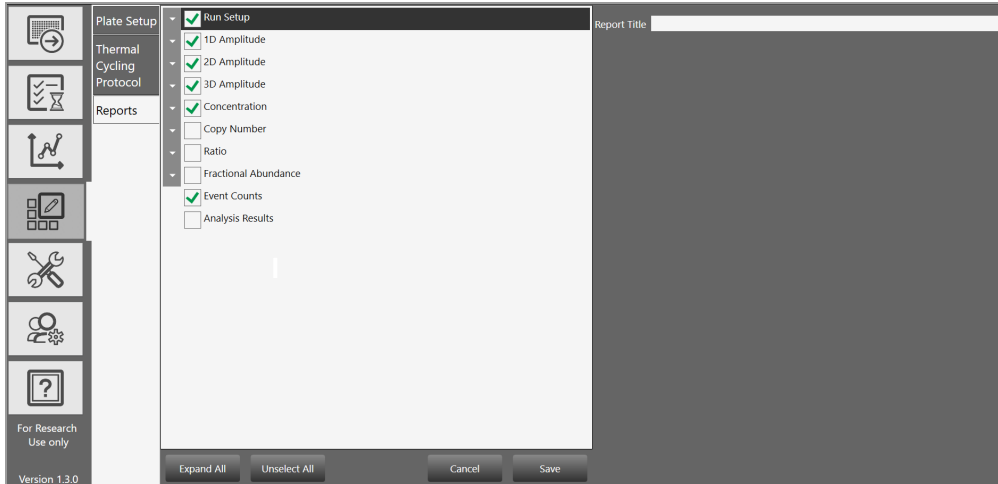 Plate Setup
Thermal
Cycling
Protocol
Reports
Run Setup
1D Amplitude
2D Amplitude
3D Amplitude
Concentration
Copy Number
Ratio
Fractional Abundance
Event Counts
Analysis Results
Report Title
?
For Research
Use only
Version 1.3.0
Expand All
Unselect All
Cancel
Save